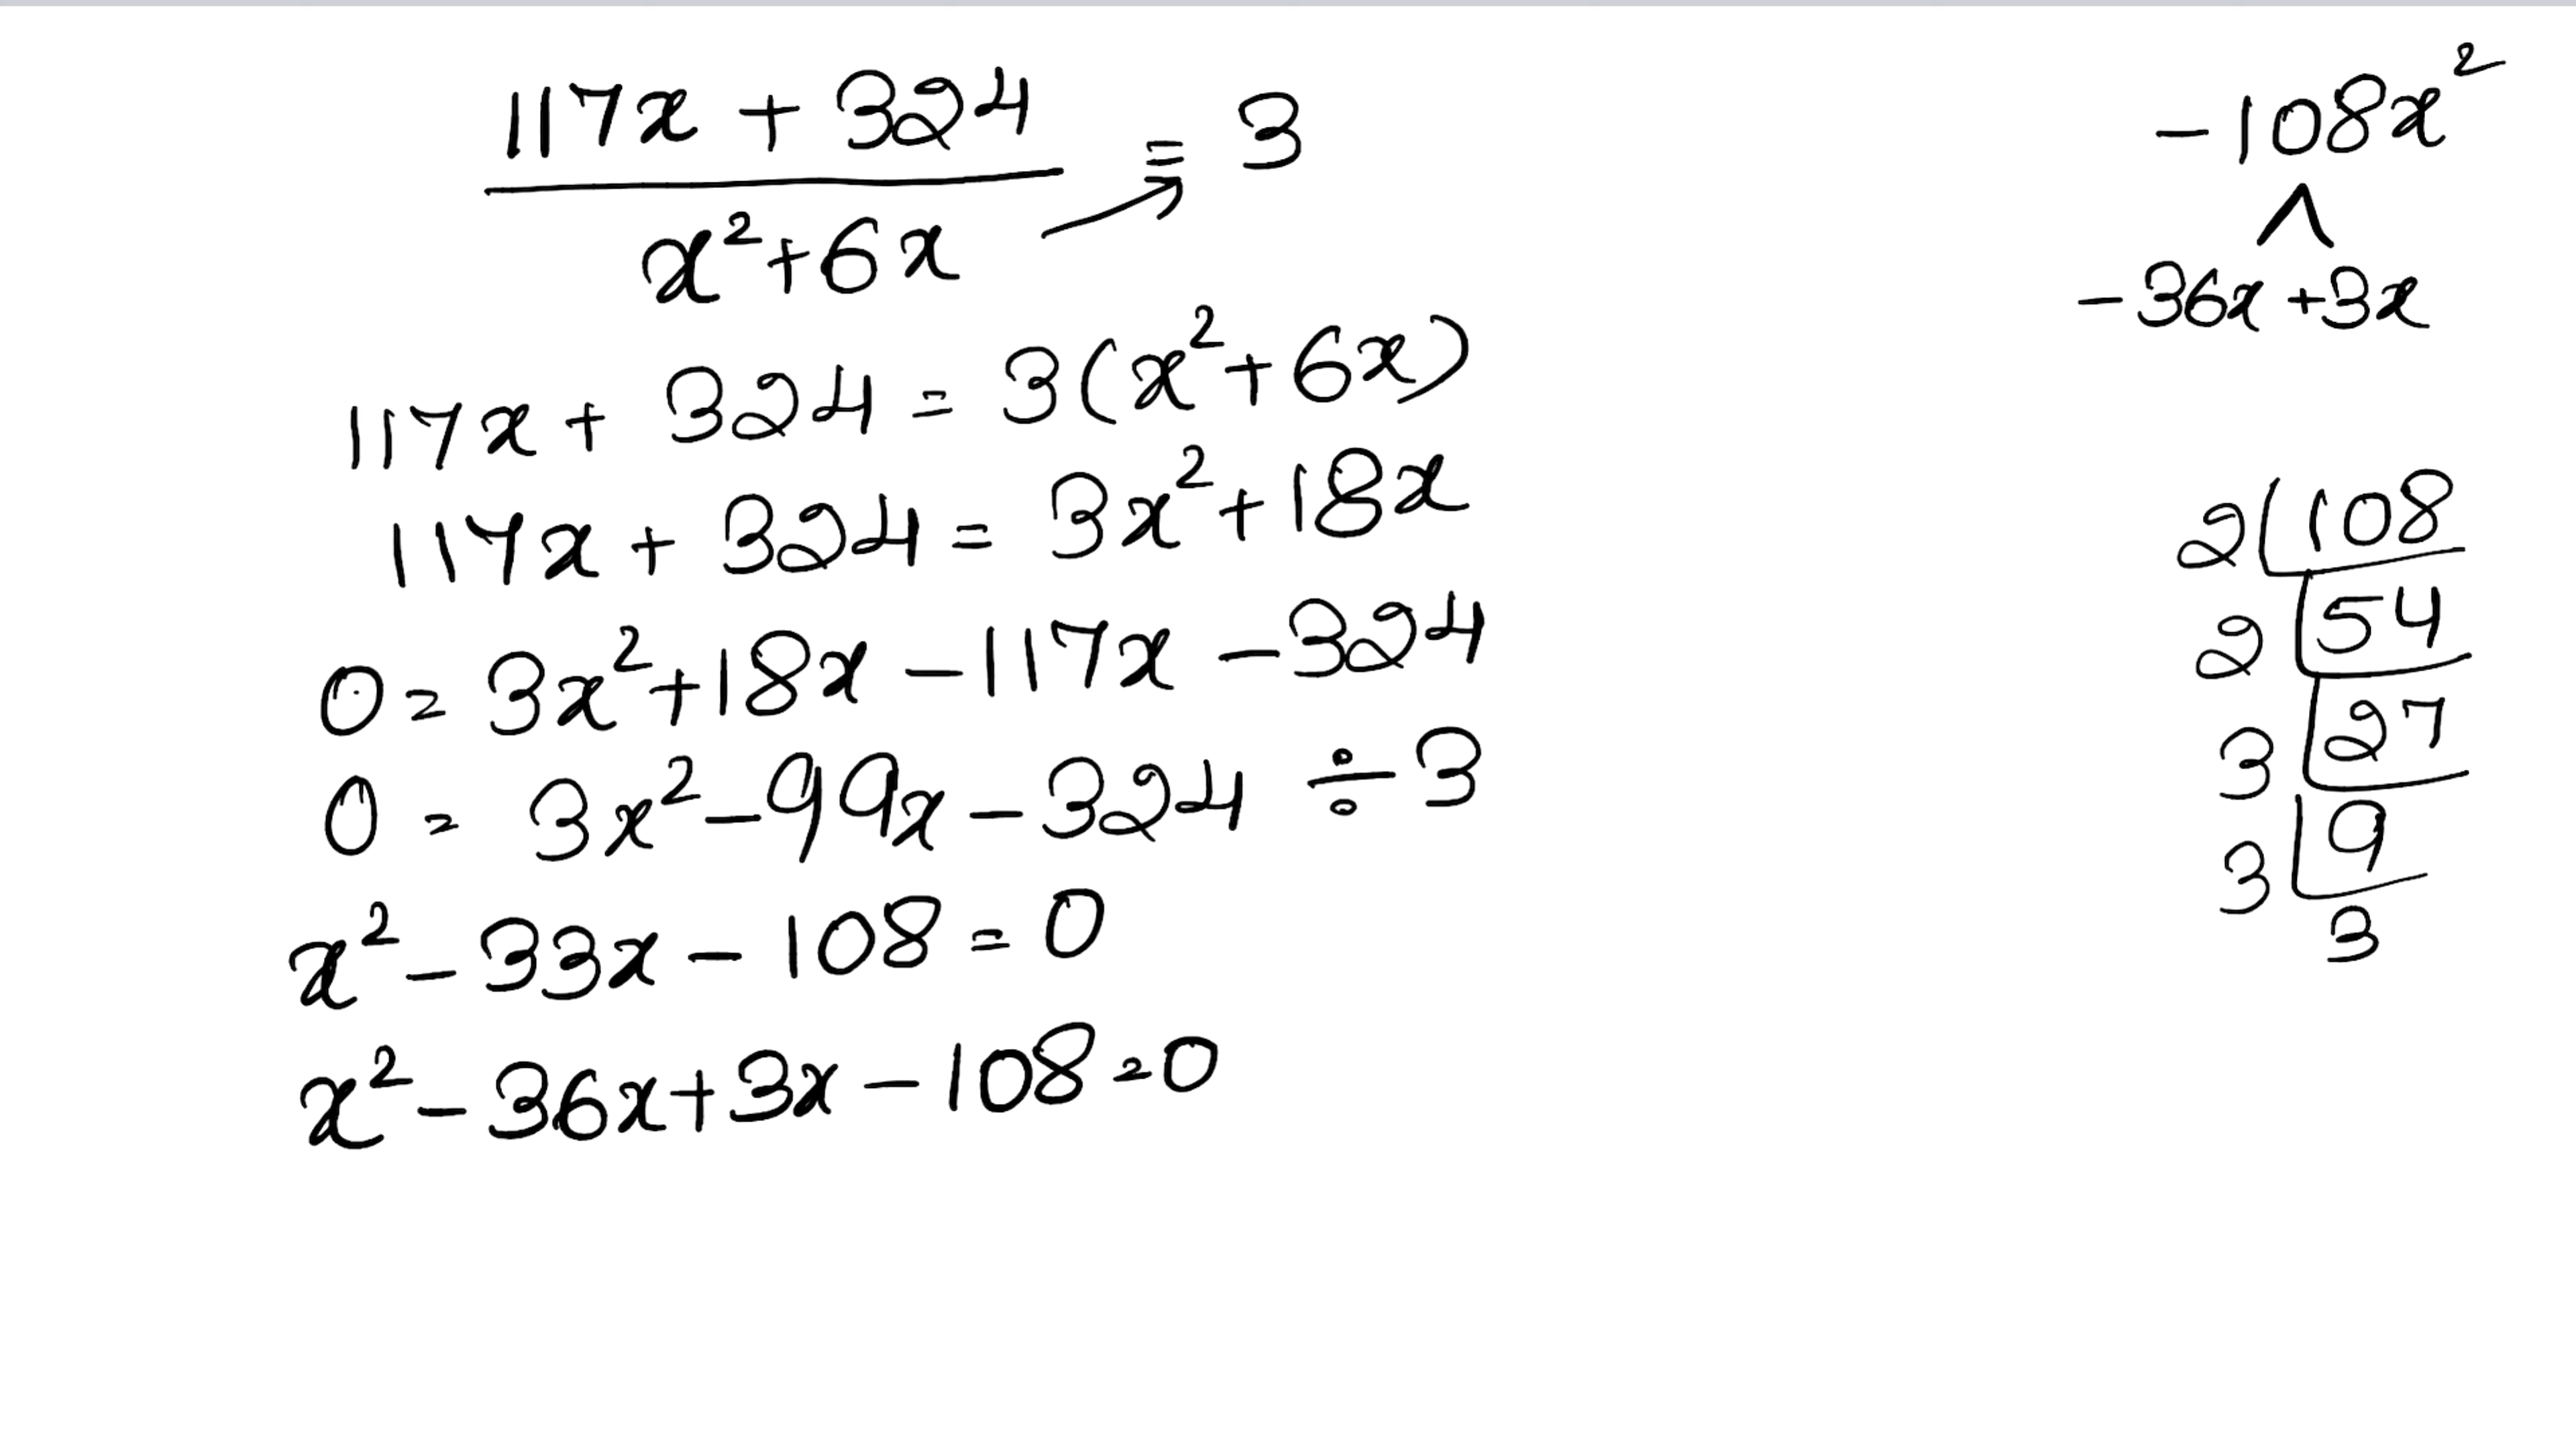 117x + 324
= 3
x²+6x
117x + 324 = 3(x²+6x)
117x + 324 = 3x²+18x
0 = 3x²+18x - 117x - 324
0 = 3x² - 99x - 324 ÷ 3
x² - 33x - 108 = 0
x² - 36x + 3x - 108 = 0
-108x²
-36x +3x
2 108
2 54
3 27
3 9
3